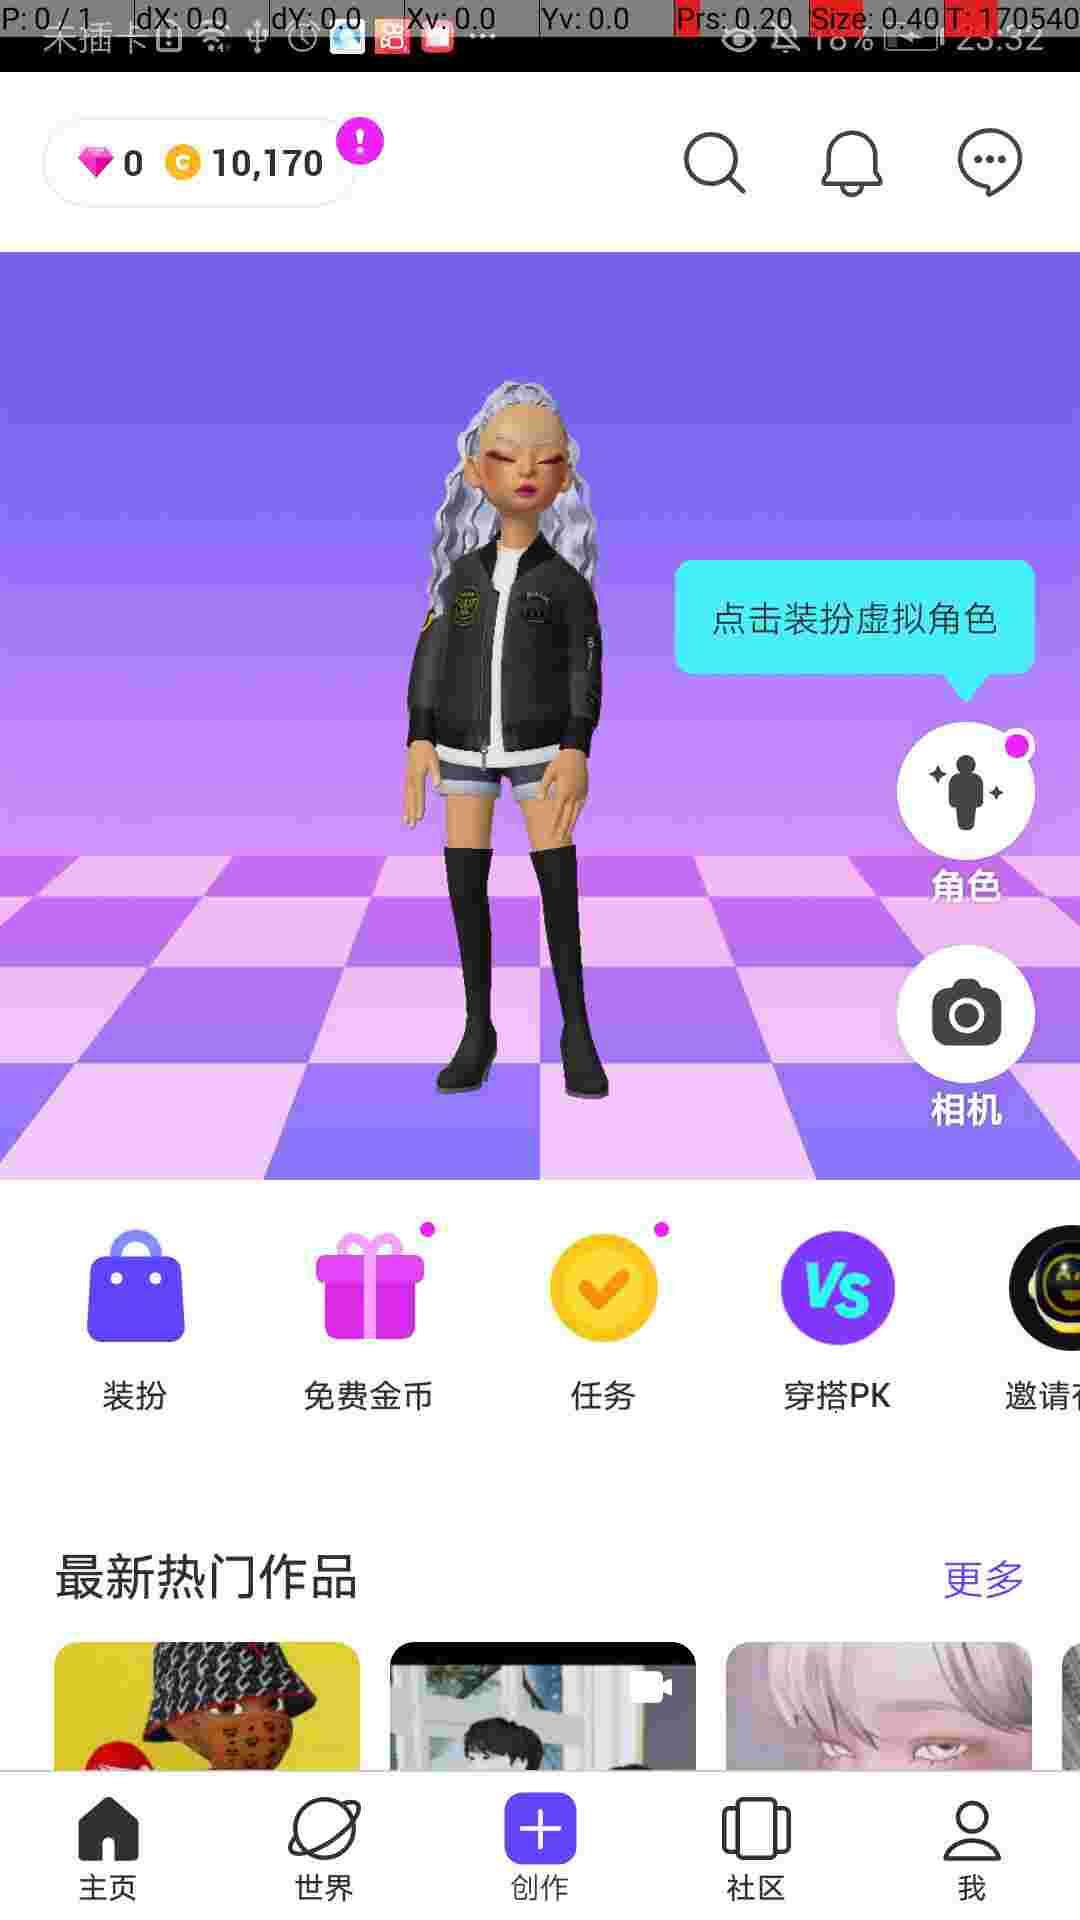 P: 0 / 1 dX: 0.0 dY: 0.0 Xv: 0.0 Yv: 0.0 Prs: 0.20 Size: 0.40 T: 170540
未插卡 18% 23:32
0 10,170
点击装扮虚拟角色
角色
相机
装扮 免费金币 任务 穿搭PK 邀请
最新热门作品 更多
主页 世界 创作 社区 我